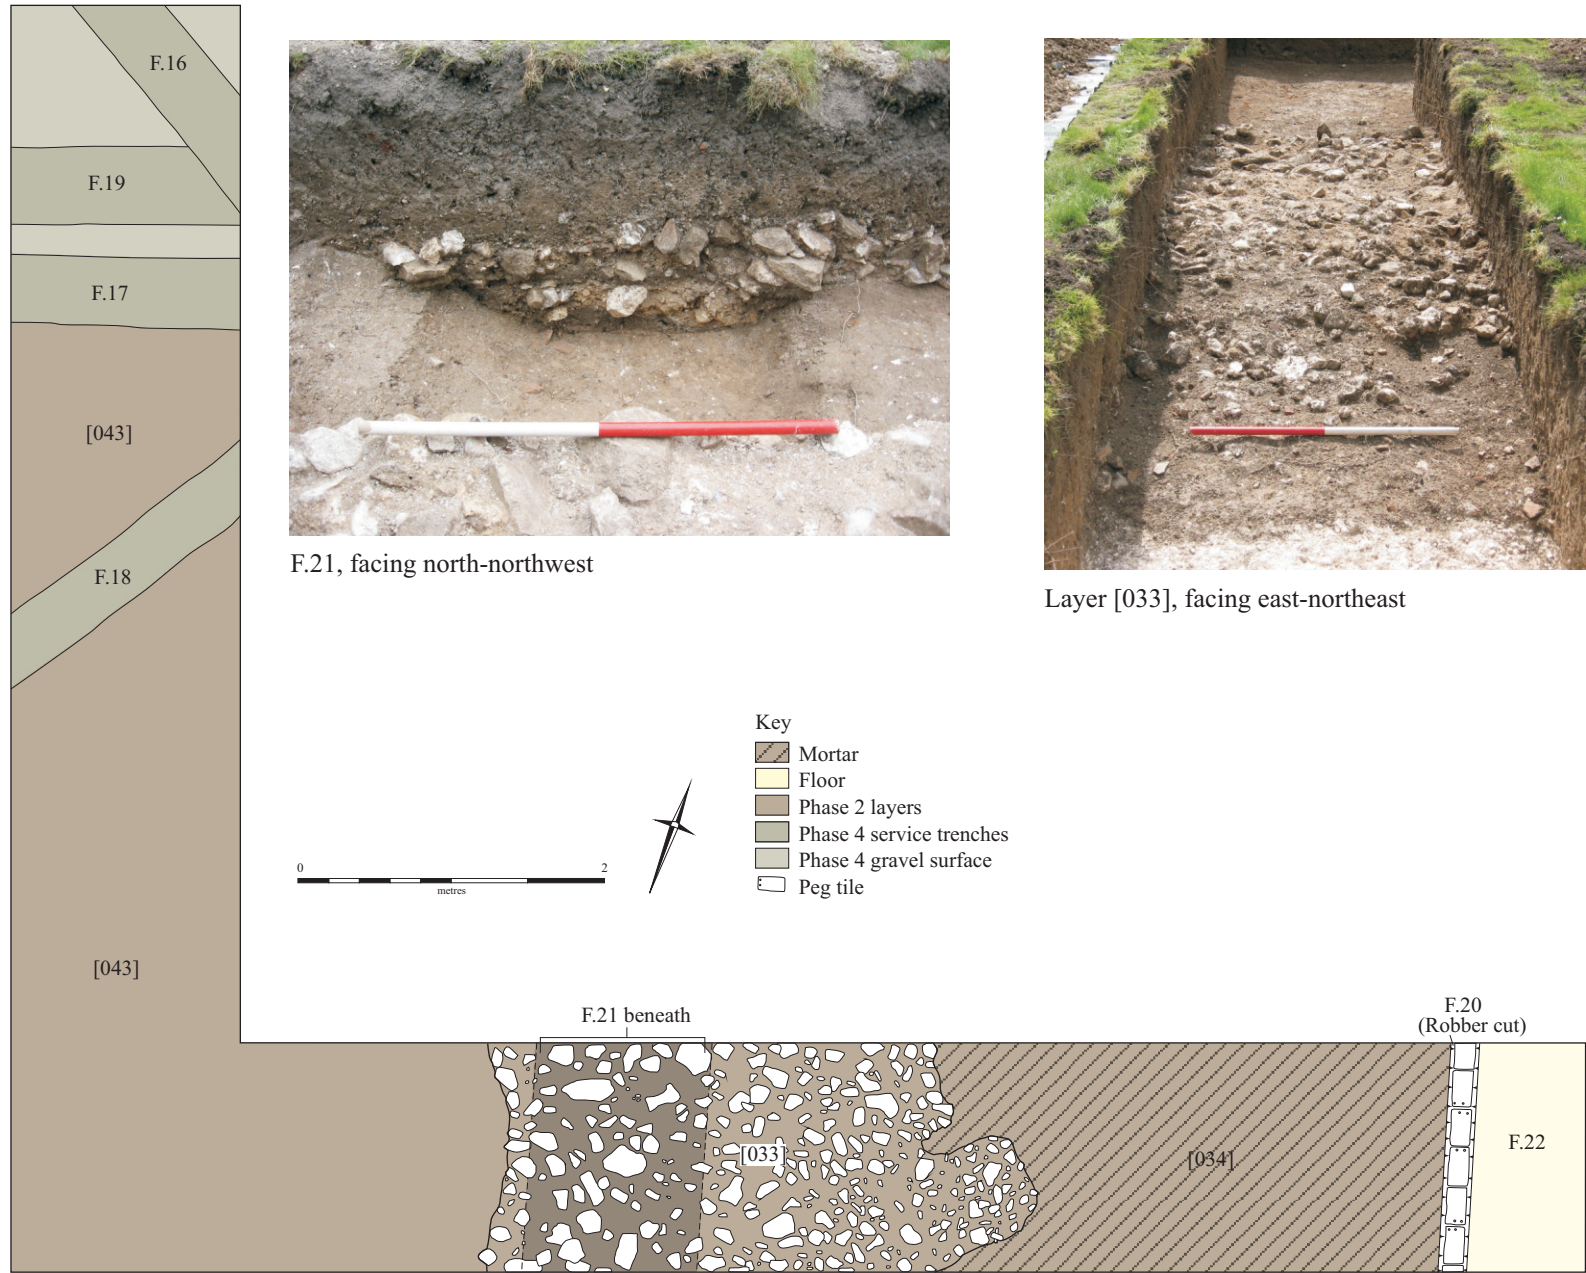 F.16
F.19
F.17
[043]
F.18
[043]
F.21, facing north-northwest
Layer [033], facing east-northeast
Key
Mortar
Floor
Phase 2 layers
Phase 4 service trenches
Phase 4 gravel surface
Peg tile
0 2
metres
F.21 beneath
F.20
(Robber cut)
[033]
[034]
F.22